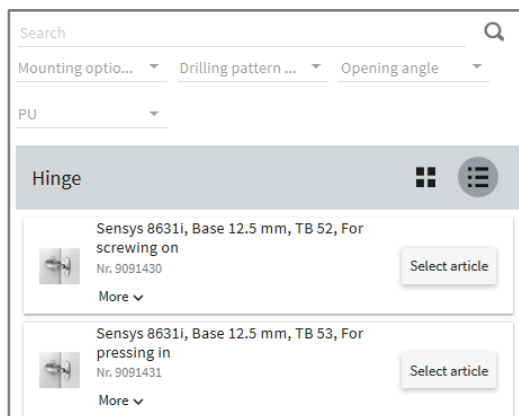 Search
Mounting optio... Drilling pattern ... Opening angle
PU
Hinge
Sensys 8631i, Base 12.5 mm, TB 52, For
screwing on
Nr. 9091430
Select article
More
Sensys 8631i, Base 12.5 mm, TB 53, For
pressing in
Nr. 9091431
Select article
More